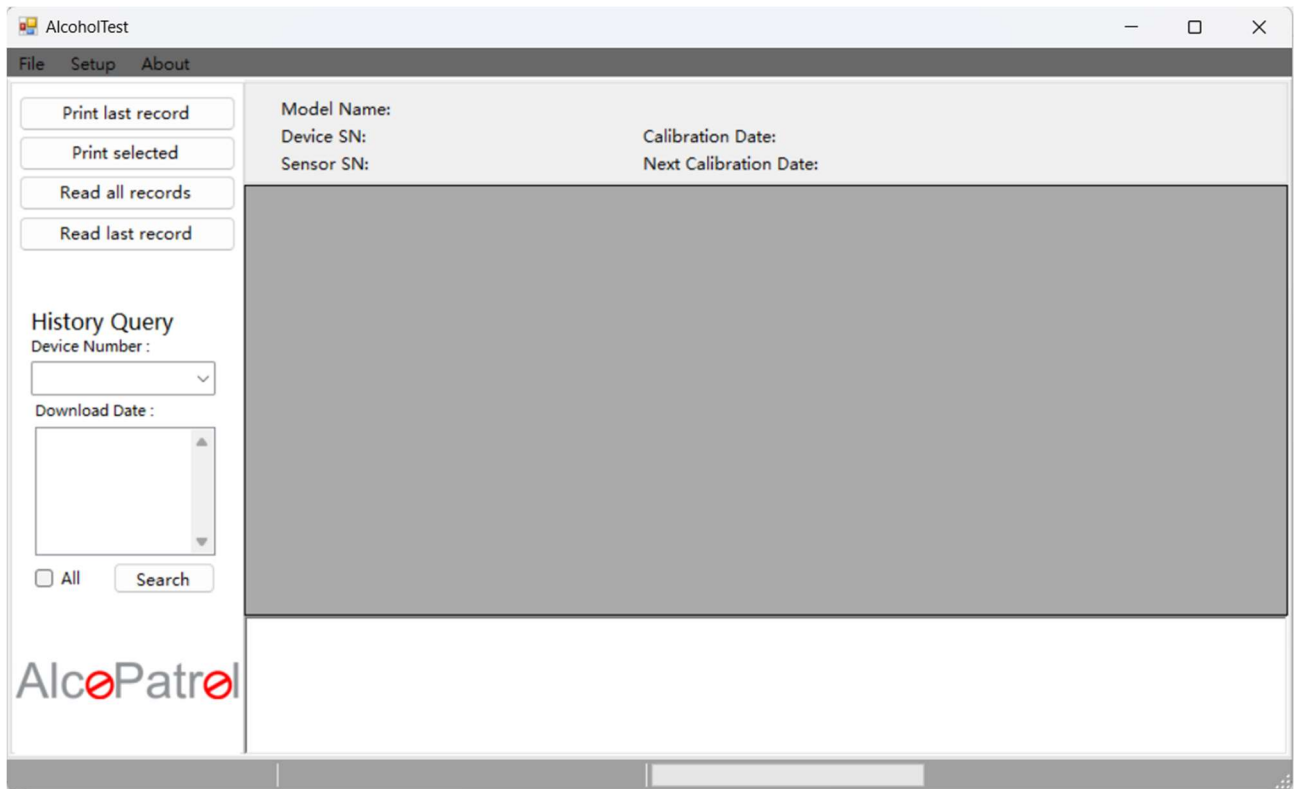 AlcoholTest
File Setup About
Print last record
Print selected
Read all records
Read last record
Model Name:
Device SN:
Calibration Date:
Sensor SN:
Next Calibration Date:
History Query
Device Number :
Download Date :
All
Search
AlcoPatrol